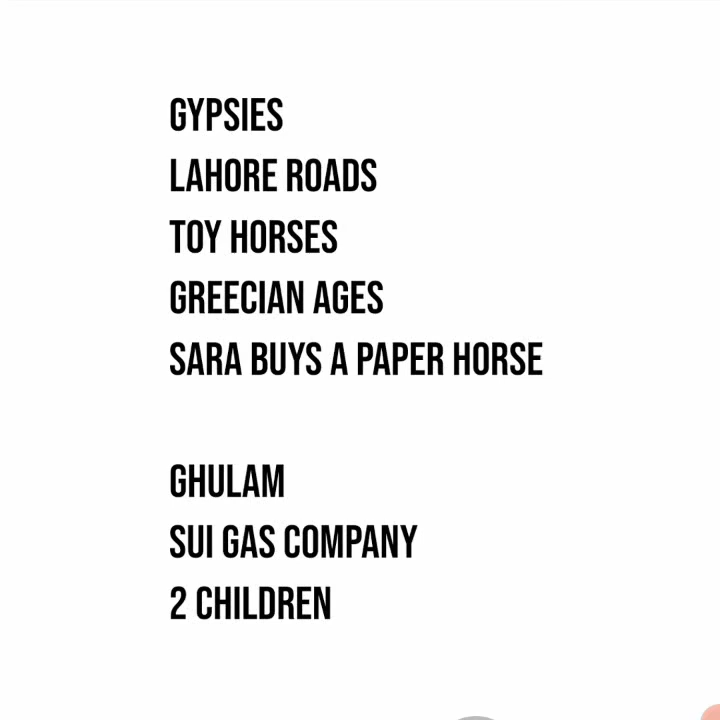 GYPSIES
LAHORE ROADS
TOY HORSES
GREECIAN AGES
SARA BUYS A PAPER HORSE
GHULAM
SUI GAS COMPANY
2 CHILDREN